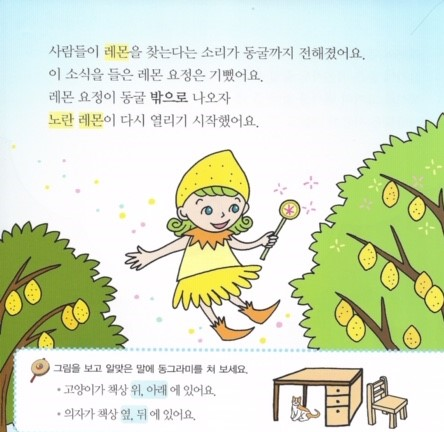 사람들이 레몬을 찾는다는 소리가 동굴까지 전해졌어요.
이 소식을 들은 레몬 요정은 기뻤어요.
레몬 요정이 동굴 밖으로 나오자
노란 레몬이 다시 열리기 시작했어요.
그림을 보고 알맞은 말에 동그라미를 쳐 보세요.
• 고양이가 책상 위, 아래 에 있어요.
• 의자가 책상 옆, 뒤 에 있어요.